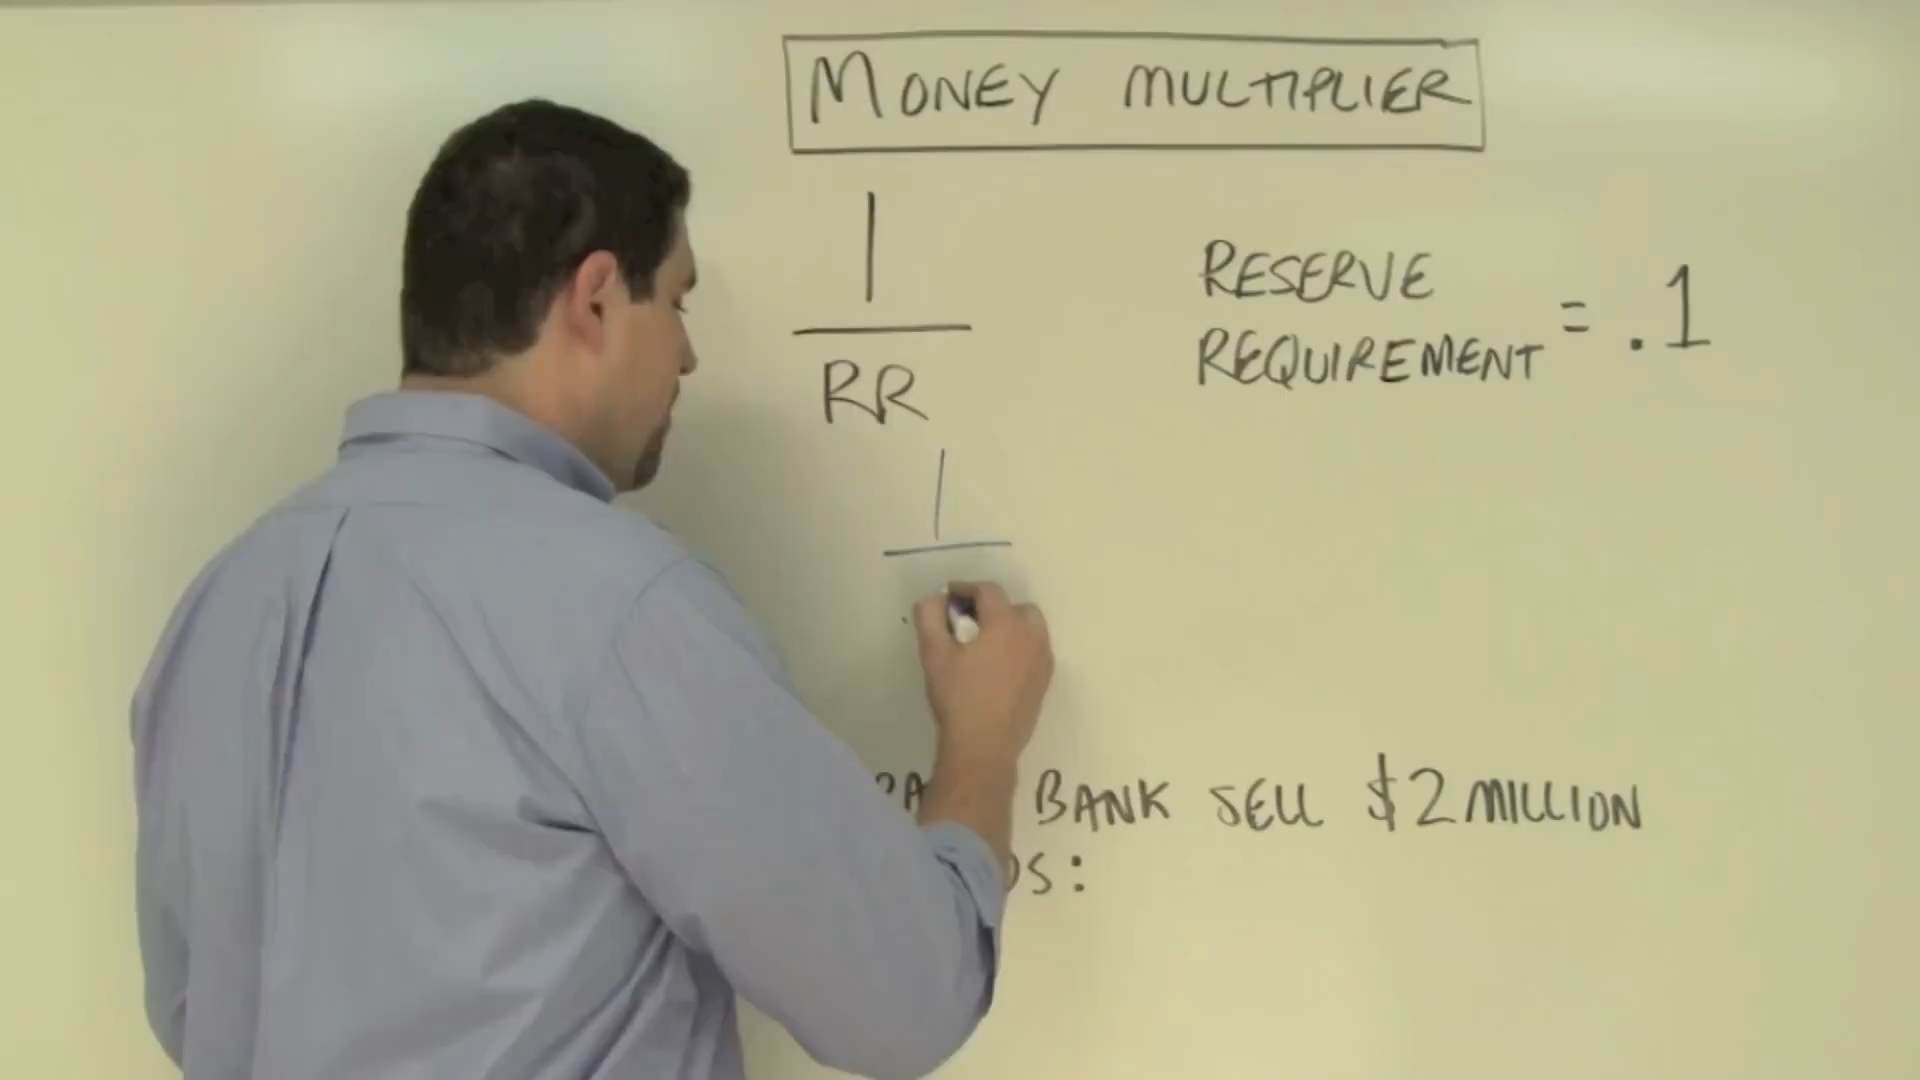 MONEY MULTIPLIER
1
RR
RESERVE
REQUIREMENT = .1
1
.
BANK SELL $2 MILLION